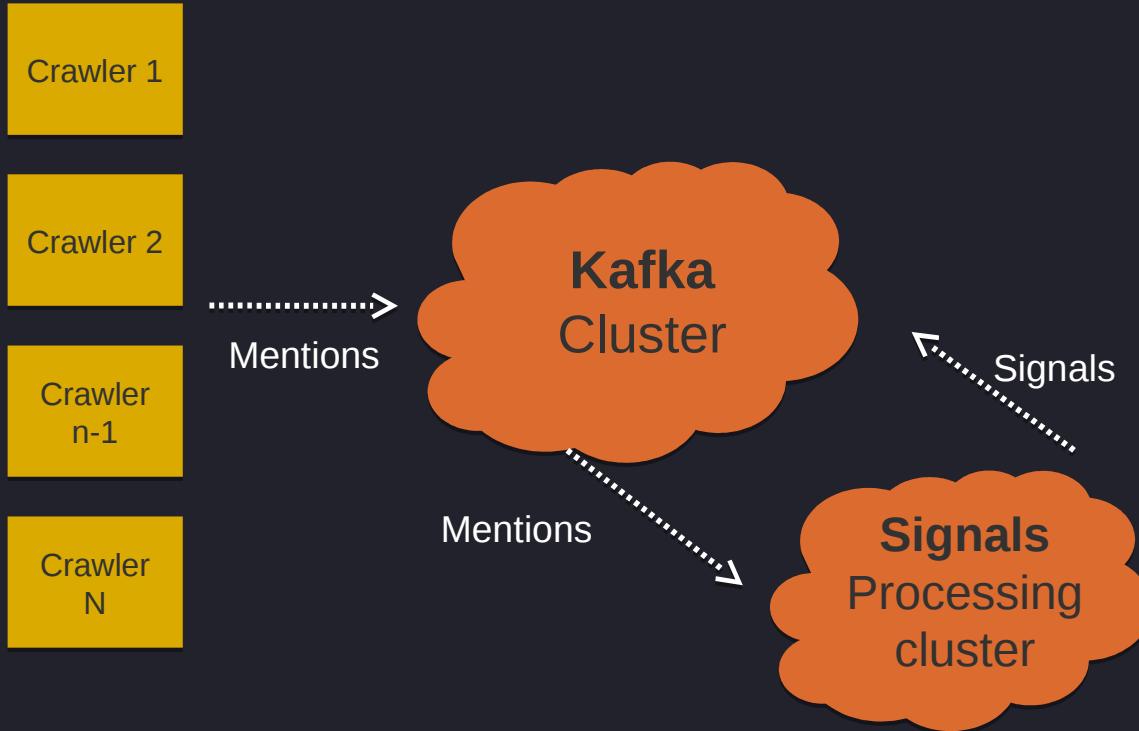 Crawler 1
Crawler 2
Crawler
n-1
Crawler
N
Mentions
Kafka
Cluster
Signals
Mentions
Signals
Processing
cluster